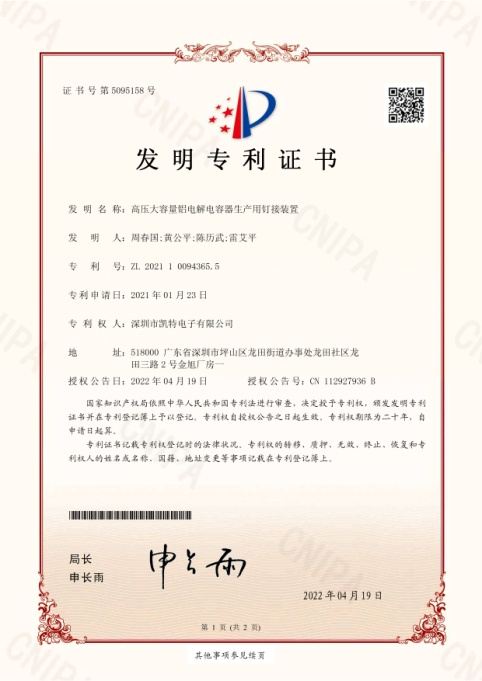 证书号第5095158号
发明专利证书
发 明 名 称：高压大容量铝电解电容器生产用钉接装置
发 明 人：周春国;黄公平;陈历武;雷艾平
专 利 号：ZL 2021 1 0094365.5
专利申请日：2021年01月23日
专 利 权 人：深圳市凯特电子有限公司
地 址：518000 广东省深圳市坪山区龙田街道办事处龙田社区龙
田三路2号金旭厂房一
授权公告日：2022年04月19日 授权公告号：CN 112927936 B
国家知识产权局依照中华人民共和国专利法进行审查，决定授予专利权，颁发发明专利
证书并在专利登记簿上予以登记。专利权自授权公告之日起生效。专利权期限为二十年，自
申请日起算。
专利证书记载专利权登记时的法律状况。专利权的转移、质押、无效、终止、恢复和专
利权人的姓名或名称、国籍、地址变更等事项记载在专利登记簿上。
局长
申长雨
申长雨
2022年04月19日
第 1 页 (共 2 页)
其他事项参见续页
CNIPA
CNIPA
CNIPA
CNIPA
CNIPA